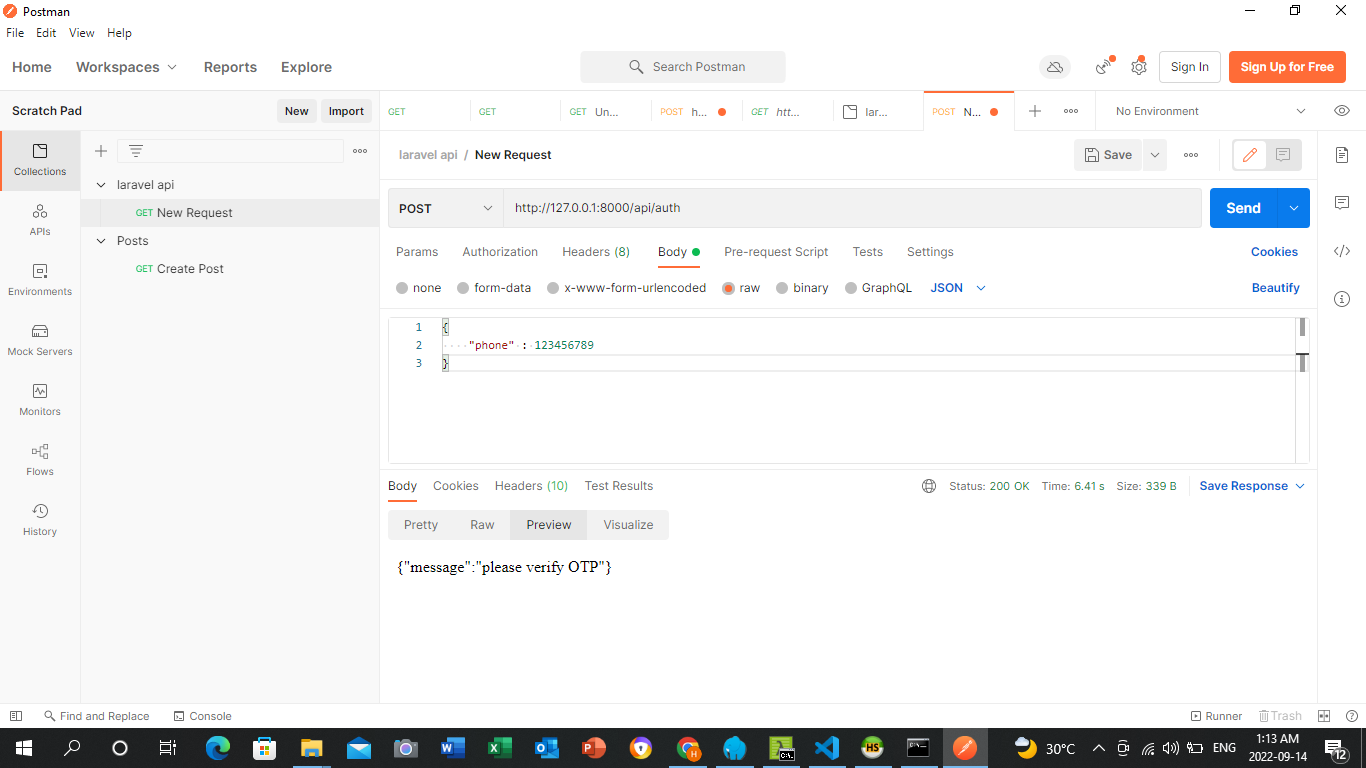 Postman
File Edit View Help
Home Workspaces Reports Explore Search Postman Sign In Sign Up for Free
Scratch Pad New Import GET GET GET Un... POST h... GET htt... lar... POST N... No Environment
laravel api / New Request Save
Collections
laravel api
GET New Request
POST http://127.0.0.1:8000/api/auth Send
APIs
Posts
GET Create Post
Params Authorization Headers (8) Body Pre-request Script Tests Settings Cookies
Environments
none form-data x-www-form-urlencoded raw binary GraphQL JSON Beautify
1 {
2 "phone" : 123456789
3 }
Mock Servers
Monitors
Flows
History
Body Cookies Headers (10) Test Results Status: 200 OK Time: 6.41 s Size: 339 B Save Response
Pretty Raw Preview Visualize
{"message":"please verify OTP"}
Find and Replace Console Runner Trash
30°C ENG 1:13 AM
2022-09-14
12